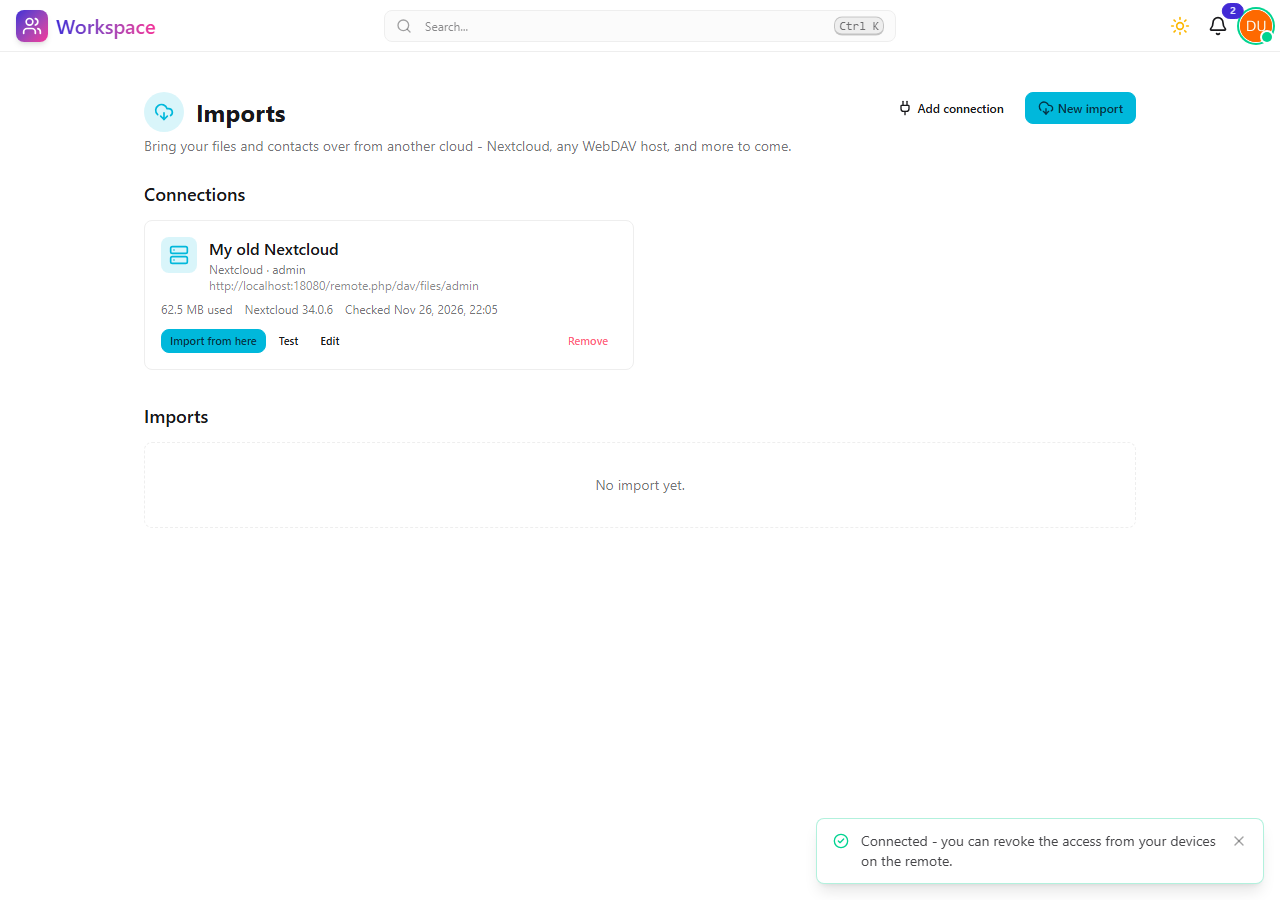 Workspace
Search...
Ctrl K
2
DU
Imports
Add connection
New import
Bring your files and contacts over from another cloud - Nextcloud, any WebDAV host, and more to come.
Connections
My old Nextcloud
Nextcloud · admin
http://localhost:18080/remote.php/dav/files/admin
62.5 MB used Nextcloud 34.0.6 Checked Nov 26, 2026, 22:05
Import from here Test Edit Remove
Imports
No import yet.
Connected - you can revoke the access from your devices
on the remote.